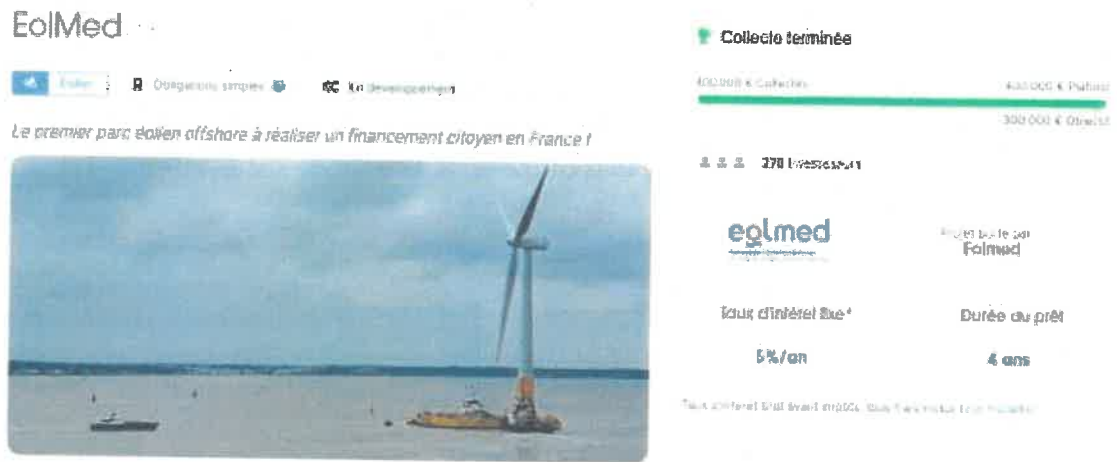 EolMed
Eolien
Obligations simples
En développement
Le premier parc éolien offshore à réaliser un financement citoyen en France !
Collecte terminée
400 000 € Collectés
400 000 € Plafond
300 000 € Objectif
270 Investisseurs
eolmed
Projet porté par
Eolmed
Taux d'intérêt fixe*
Durée du prêt
5%/an
4 ans